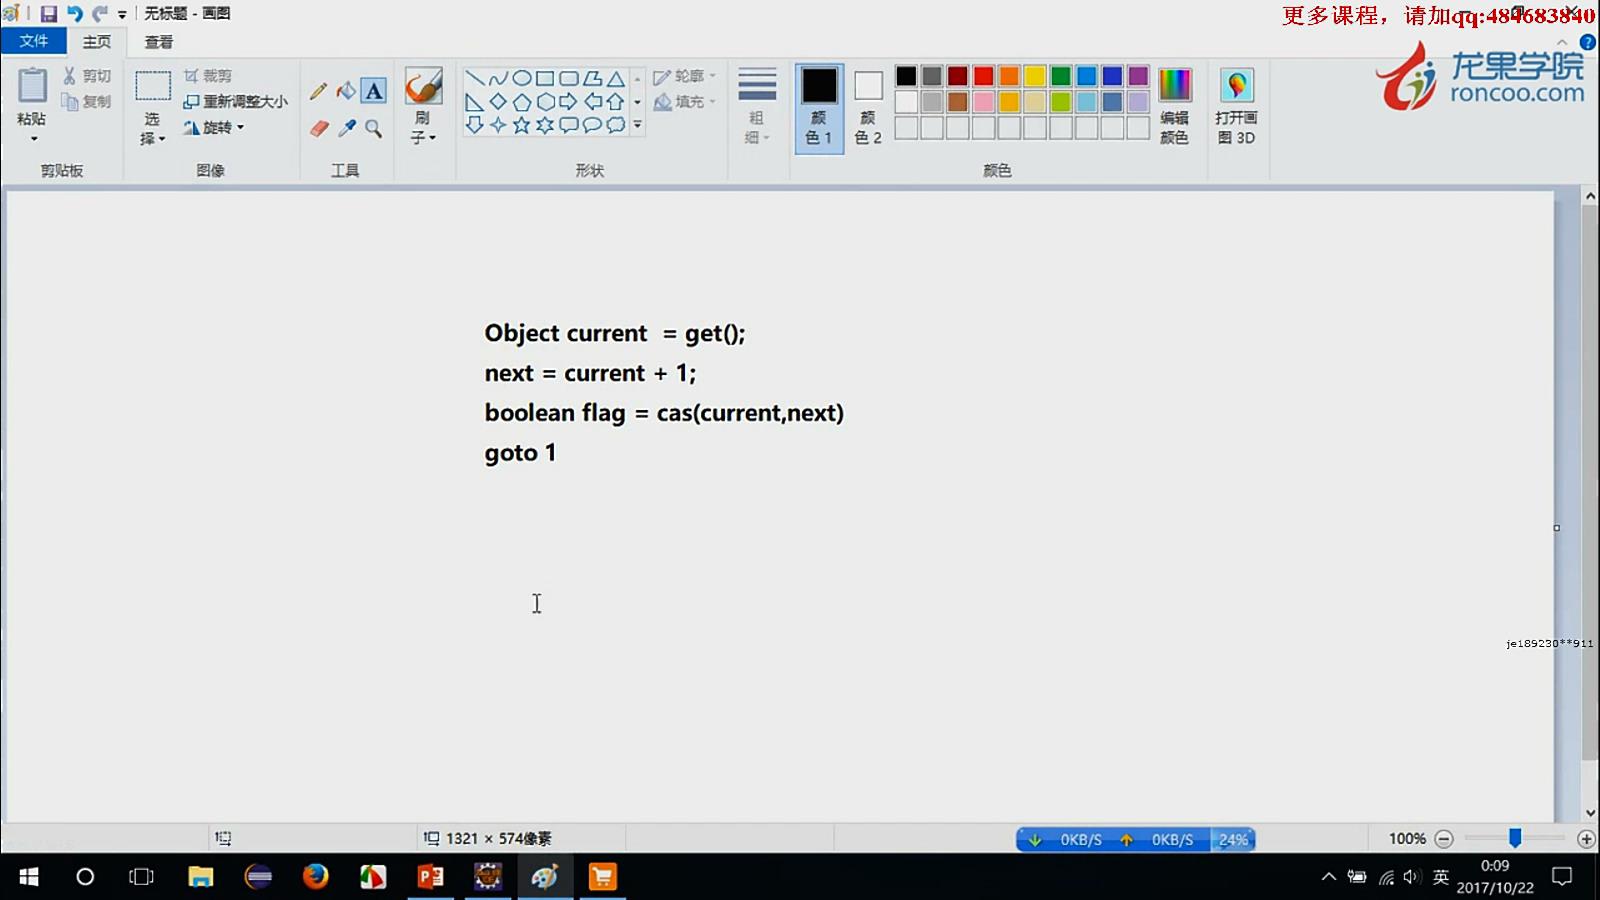 无标题 - 画图
更多课程，请加qq:484683840
文件 主页 查看
龙果学院
roncoo.com
粘贴 剪切 复制
选择 裁剪 重新调整大小 旋转
A
刷子
轮廓 填充
粗细
颜色 1 颜色 2
编辑颜色
打开画图 3D
剪贴板 图像 工具 形状 颜色
Object current  = get();
next = current + 1;
boolean flag = cas(current,next)
goto 1
je189230**911
1321 × 574像素 0KB/S 0KB/S 24% 100%
英 0:09
2017/10/22